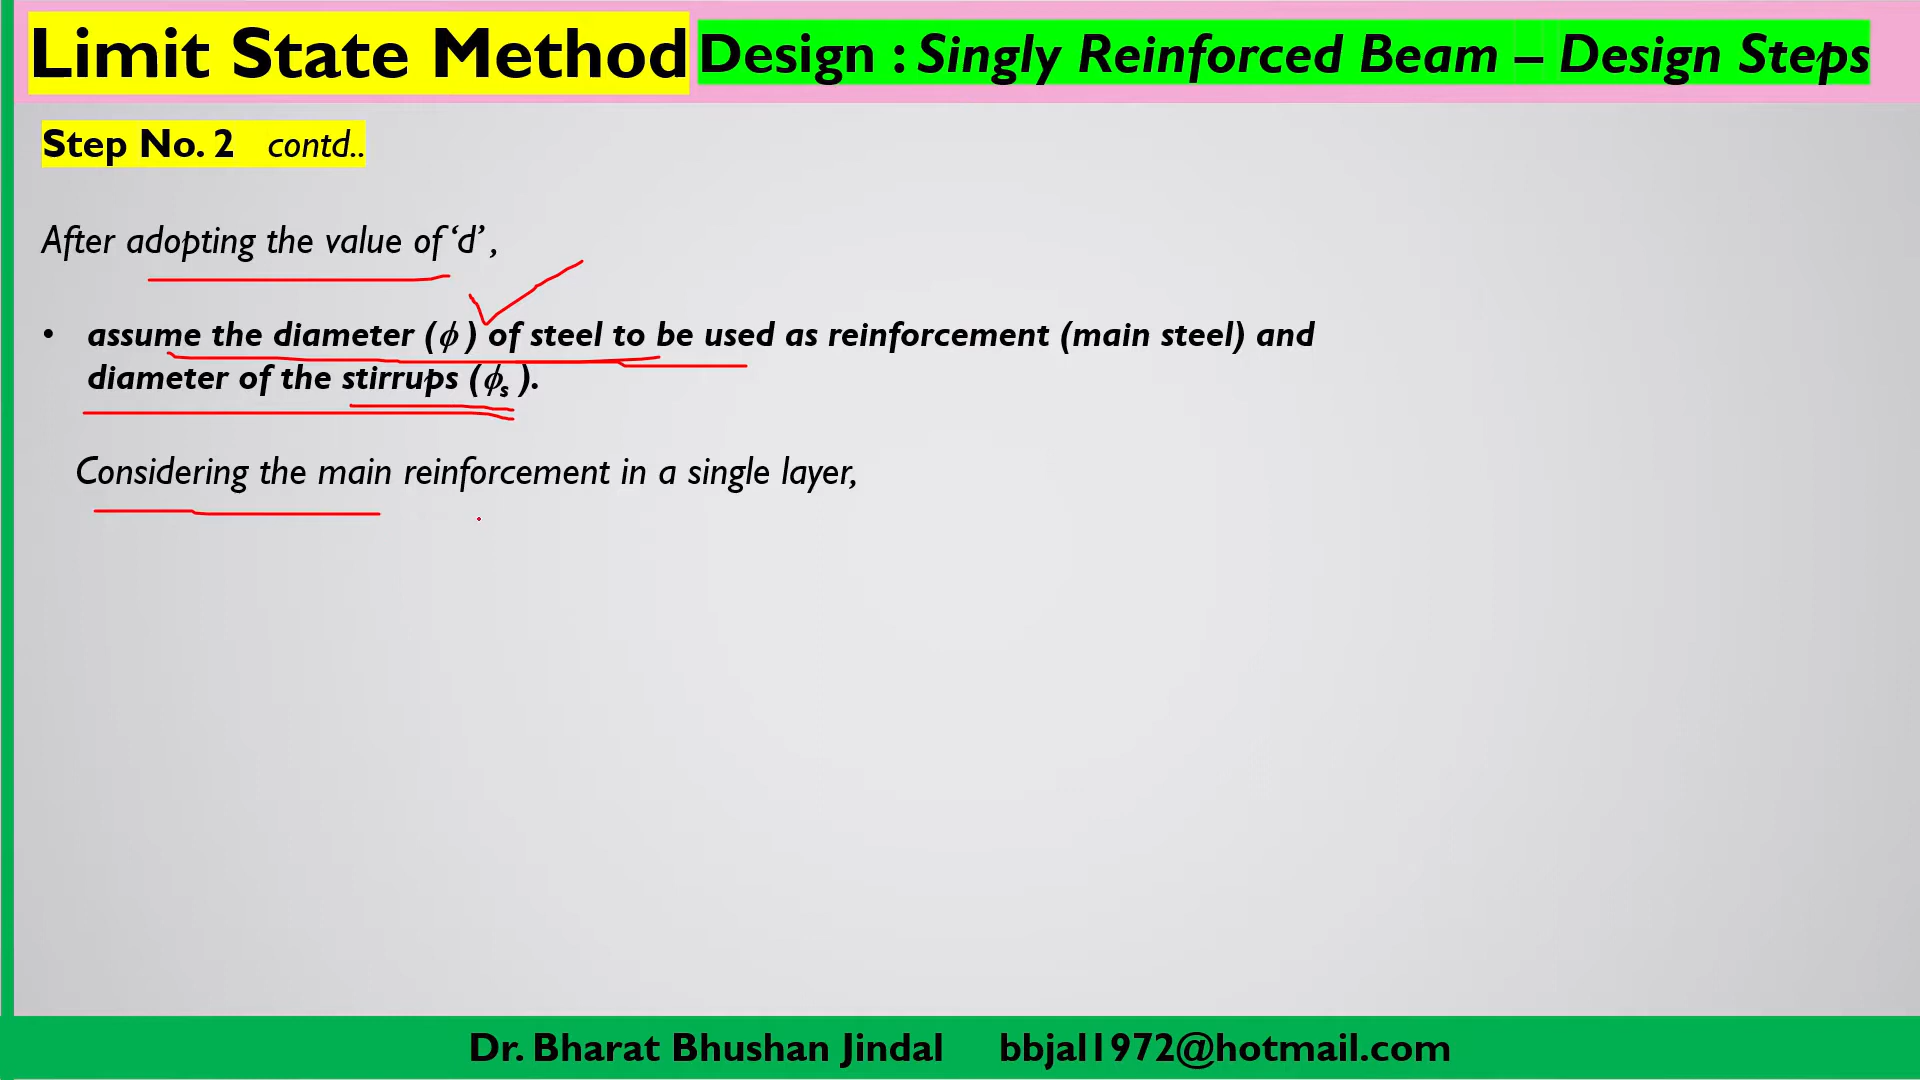 Limit State Method Design : Singly Reinforced Beam – Design Steps
Step No. 2 contd..
After adopting the value of ‘d’ ,
• assume the diameter (ϕ ) of steel to be used as reinforcement (main steel) and
diameter of the stirrups (ϕs ).
Considering the main reinforcement in a single layer,
Dr. Bharat Bhushan Jindal bbjal1972@hotmail.com